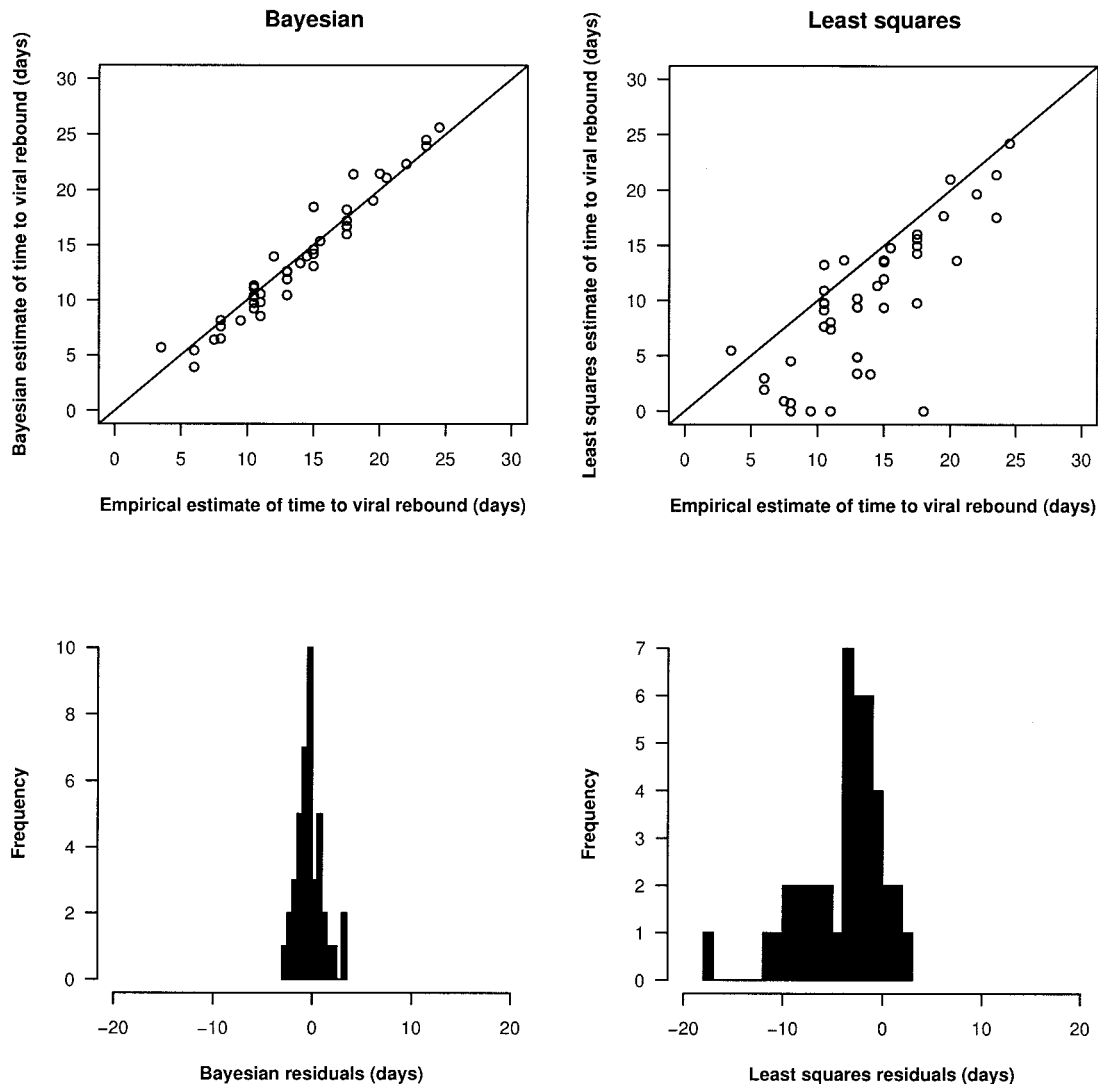 Bayesian
Bayesian estimate of time to viral rebound (days)
30
25
20
15
10
5
0
0 5 10 15 20 25 30
Empirical estimate of time to viral rebound (days)
Least squares
Least squares estimate of time to viral rebound (days)
30
25
20
15
10
5
0
0 5 10 15 20 25 30
Empirical estimate of time to viral rebound (days)
Frequency
10
8
6
4
2
0
−20 −10 0 10 20
Bayesian residuals (days)
Frequency
7
6
5
4
3
2
1
0
−20 −10 0 10 20
Least squares residuals (days)